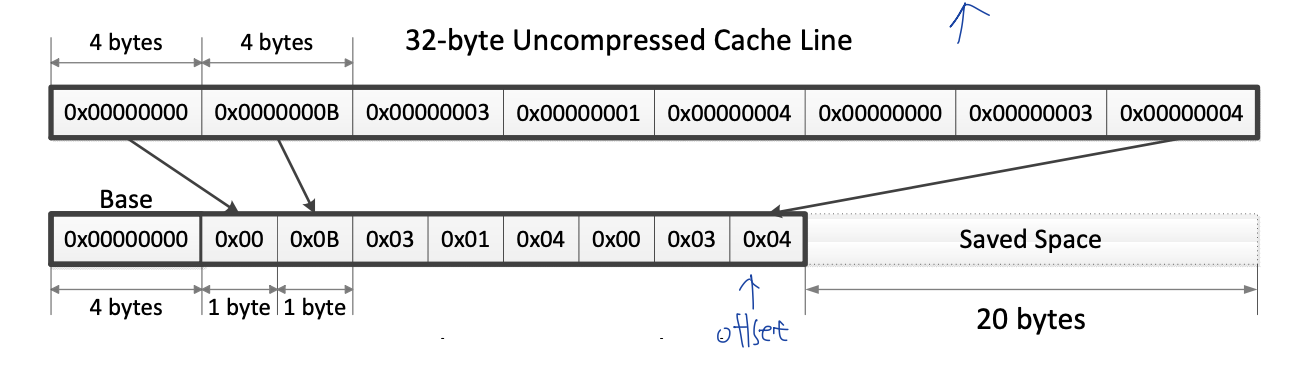 4 bytes 4 bytes 32-byte Uncompressed Cache Line
0x00000000 0x0000000B 0x00000003 0x00000001 0x00000004 0x00000000 0x00000003 0x00000004
Base
0x00000000 0x00 0x0B 0x03 0x01 0x04 0x00 0x03 0x04 Saved Space
4 bytes 1 byte 1 byte 20 bytes
offset